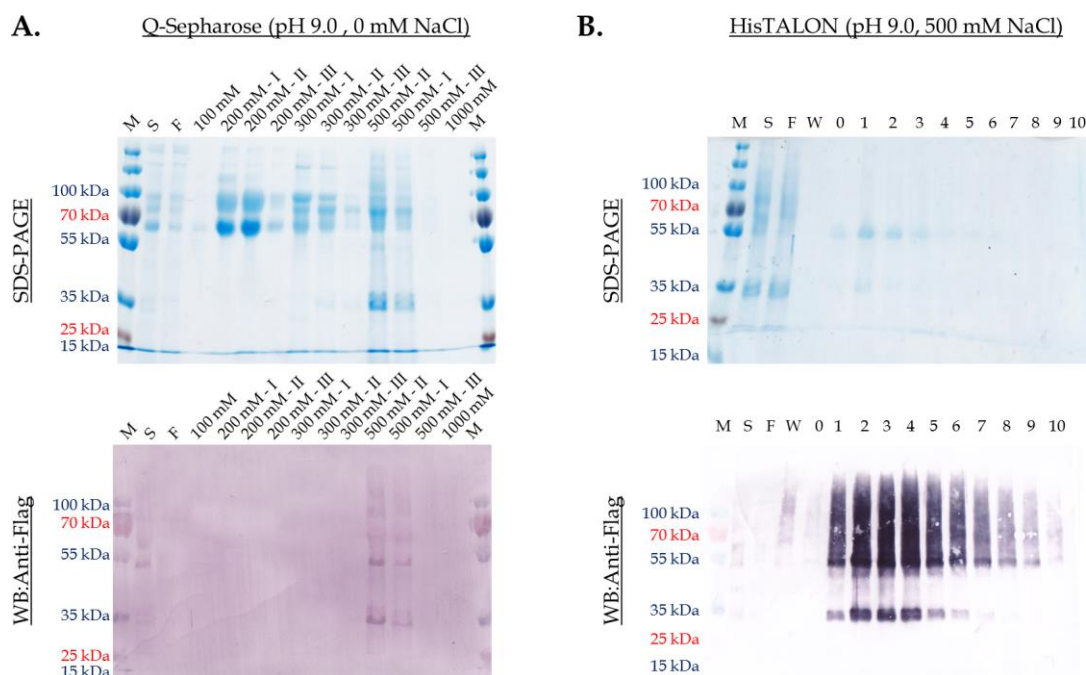 A.
Q-Sepharose (pH 9.0 , 0 mM NaCl)
M S F 100 mM 200 mM - I 200 mM - II 200 mM - III 300 mM - I 300 mM - II 300 mM - III 500 mM - II 500 mM - I 500 mM - III 1000 mM M
SDS-PAGE
100 kDa
70 kDa
55 kDa
35 kDa
25 kDa
15 kDa
M S F 100 mM 200 mM - I 200 mM - II 200 mM - III 300 mM - I 300 mM - II 300 mM - III 500 mM - II 500 mM - I 500 mM - III 1000 mM M
WB:Anti-Flag
100 kDa
70 kDa
55 kDa
35 kDa
25 kDa
15 kDa
B.
HisTALON (pH 9.0, 500 mM NaCl)
M S F W 0 1 2 3 4 5 6 7 8 9 10
SDS-PAGE
100 kDa
70 kDa
55 kDa
35 kDa
25 kDa
15 kDa
M S F W 0 1 2 3 4 5 6 7 8 9 10
WB:Anti-Flag
100 kDa
70 kDa
55 kDa
35 kDa
25 kDa
15 kDa